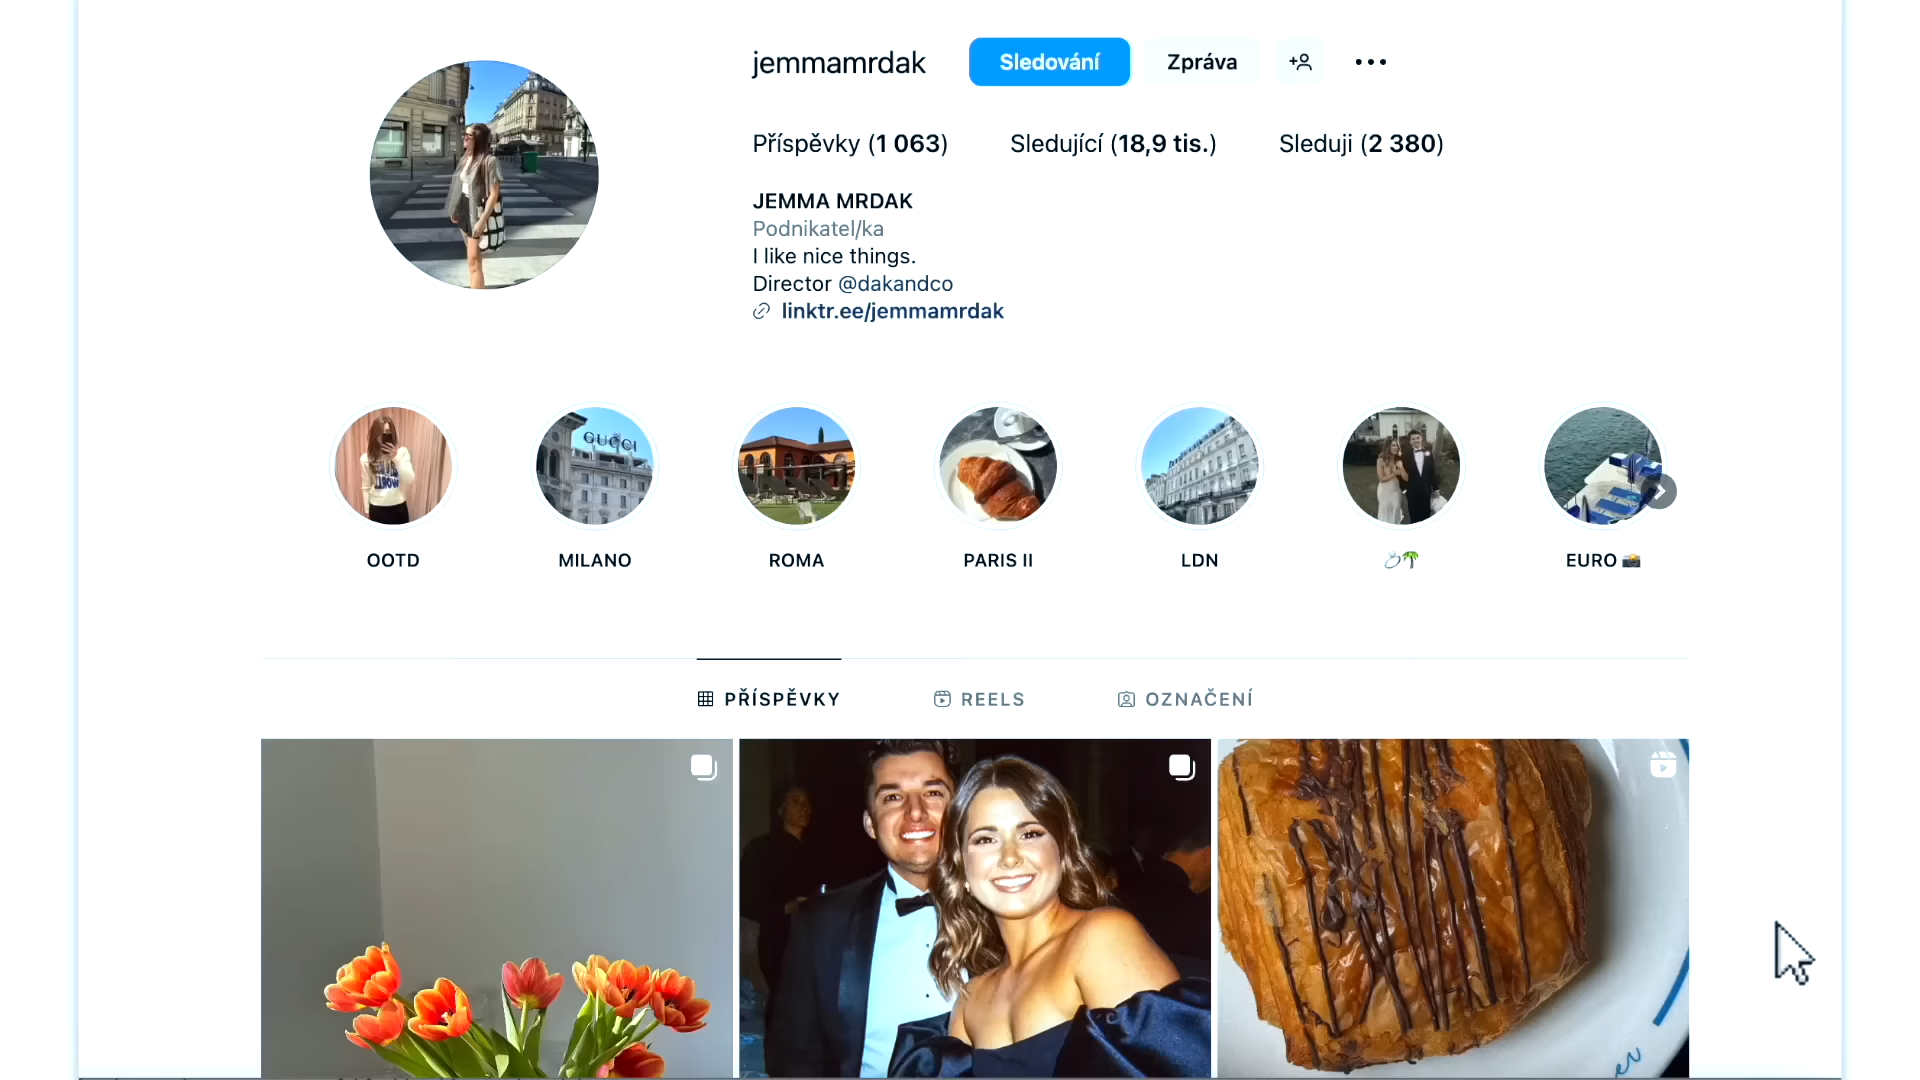 jemmamrdak Sledování Zpráva
Příspěvky (1 063) Sledující (18,9 tis.) Sleduji (2 380)
JEMMA MRDAK
Podnikatel/ka
I like nice things.
Director @dakandco
linktr.ee/jemmamrdak
GUCCI
OOTD MILANO ROMA PARIS II LDN 💍🌴 EURO 📸
PŘÍSPĚVKY REELS OZNAČENÍ